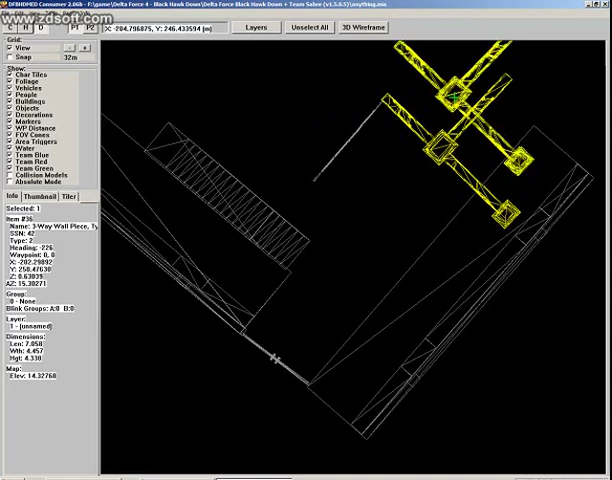 DFBHDMED Consumer 2.06b - F:\game\Delta Force 4 - Black Hawk Down\Delta Force Black Hawk Down + Team Sabre (v1.5.0.5)\anything.min
www.zdsoft.com
C H D P1 P2 X: -204.796875, Y: 246.433594 [m] Layers Unselect All 3D Wireframe
Grid:
View - +
Snap 32m
Show:
Char Tiles
Foliage
Vehicles
People
Buildings
Objects
Decorations
Markers
WP Distance
FOV Cones
Area Triggers
Water
Team Blue
Team Red
Team Green
Collision Models
Absolute Mode
Info Thumbnail Tiler
Selected: 1
Item #36
Name: 3-Way Wall Piece, Ty
SSN: 42
Type: 2
Heading: -226
Waypoint: 0, 0
X: -202.29892
Y: 250.47630
Z: 0.63039
AZ: 15.30271
Group:
0 - None
Blink Groups: A:0 B:0
Layer:
1 - [unnamed]
Dimensions:
Len: 7.058
Wth: 4.457
Hgt: 4.338
Map:
Elev: 14.32768